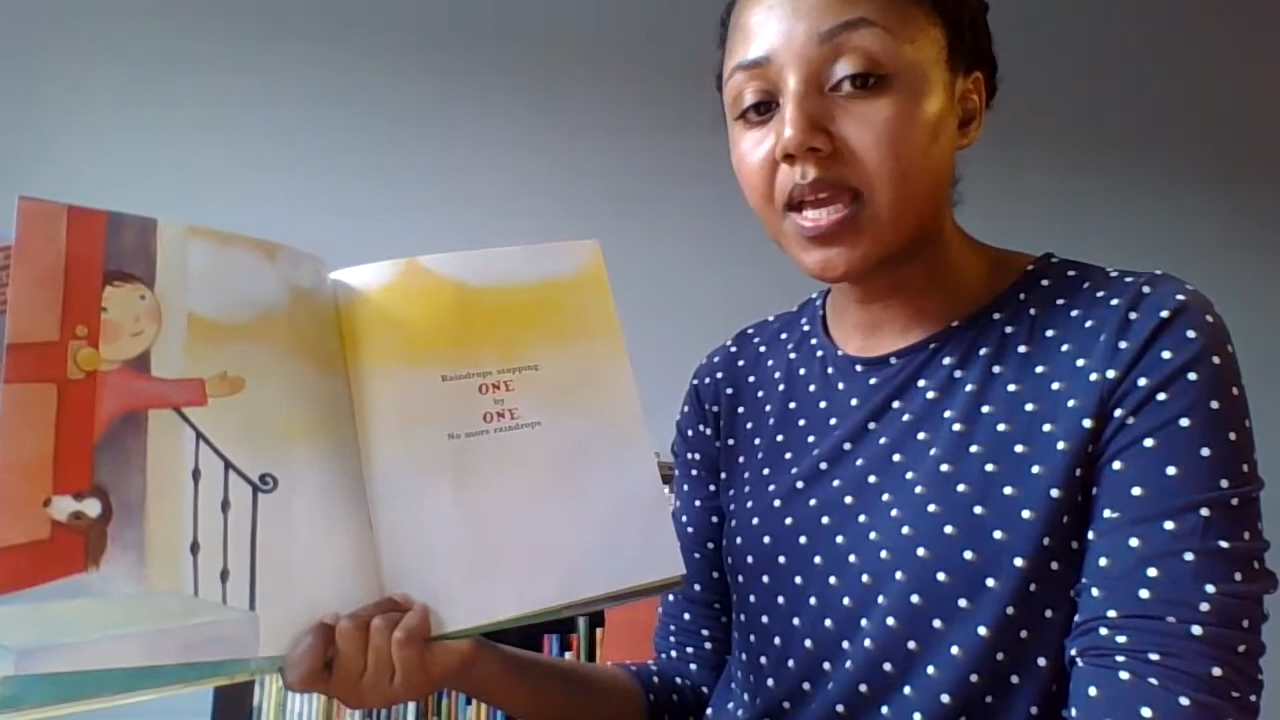 Raindrops stopping,
ONE
by
ONE.
No more raindrops